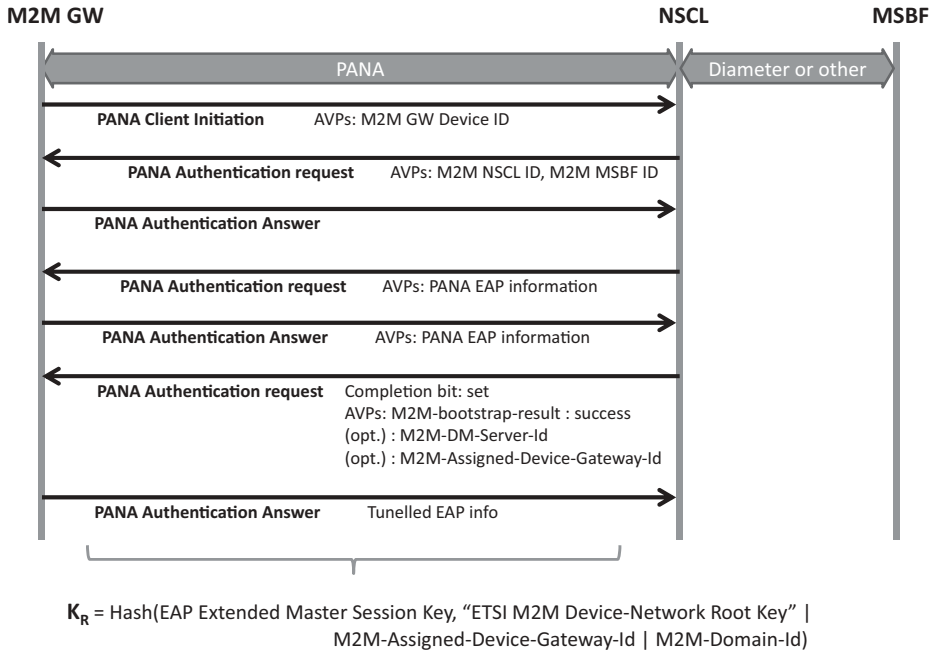 M2M GW NSCL MSBF
PANA Diameter or other
PANA Client Initiation AVPs: M2M GW Device ID
PANA Authentication request AVPs: M2M NSCL ID, M2M MSBF ID
PANA Authentication Answer
PANA Authentication request AVPs: PANA EAP information
PANA Authentication Answer AVPs: PANA EAP information
PANA Authentication request Completion bit: set
AVPs: M2M-bootstrap-result : success
(opt.) : M2M-DM-Server-Id
(opt.) : M2M-Assigned-Device-Gateway-Id
PANA Authentication Answer Tunelled EAP info
K_R = Hash(EAP Extended Master Session Key, “ETSI M2M Device-Network Root Key” |
M2M-Assigned-Device-Gateway-Id | M2M-Domain-Id)